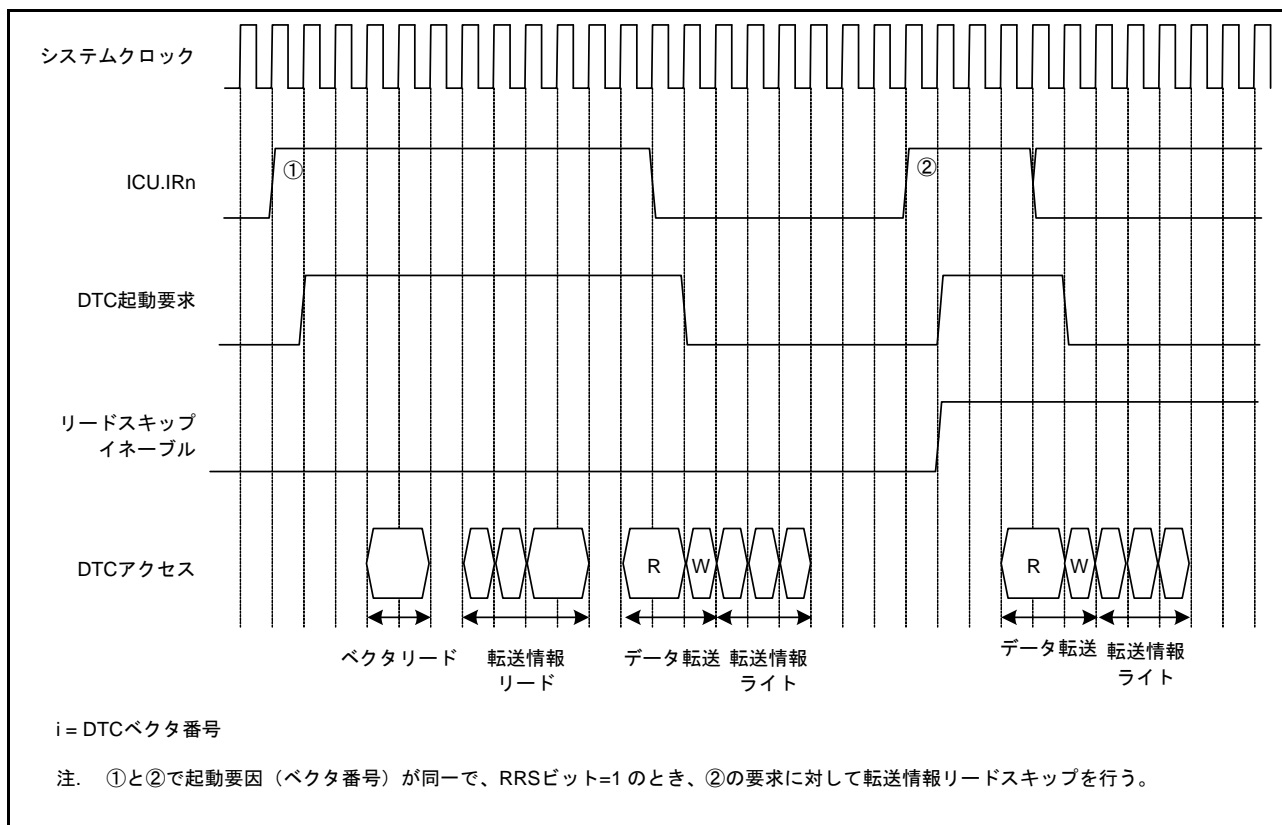 システムクロック
ICU.IRn
①
②
DTC起動要求
リードスキップ
イネーブル
DTCアクセス
R
W
R
W
ベクタリード
転送情報
リード
データ転送
転送情報
ライト
データ転送
転送情報
ライト
i = DTCベクタ番号
注. ①と②で起動要因（ベクタ番号）が同一で、RRSビット=1 のとき、②の要求に対して転送情報リードスキップを行う。